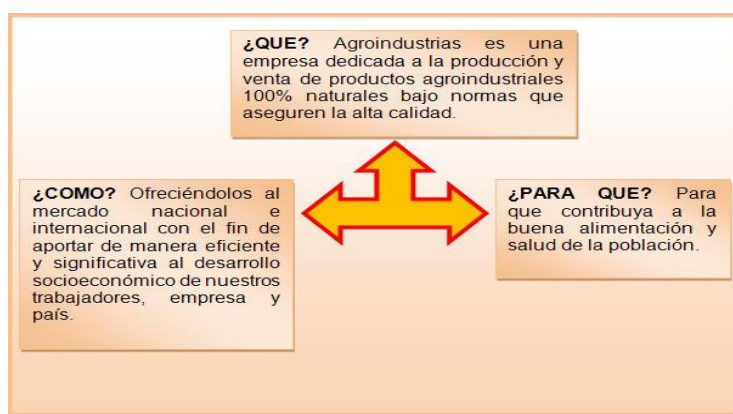 ¿QUE? Agroindustrias es una
empresa dedicada a la producción y
venta de productos agroindustriales
100% naturales bajo normas que
aseguren la alta calidad.
¿COMO? Ofreciéndolos al
mercado nacional e
internacional con el fin de
aportar de manera eficiente
y significativa al desarrollo
socioeconómico de nuestros
trabajadores, empresa y
país.
¿PARA QUE? Para
que contribuya a la
buena alimentación y
salud de la población.